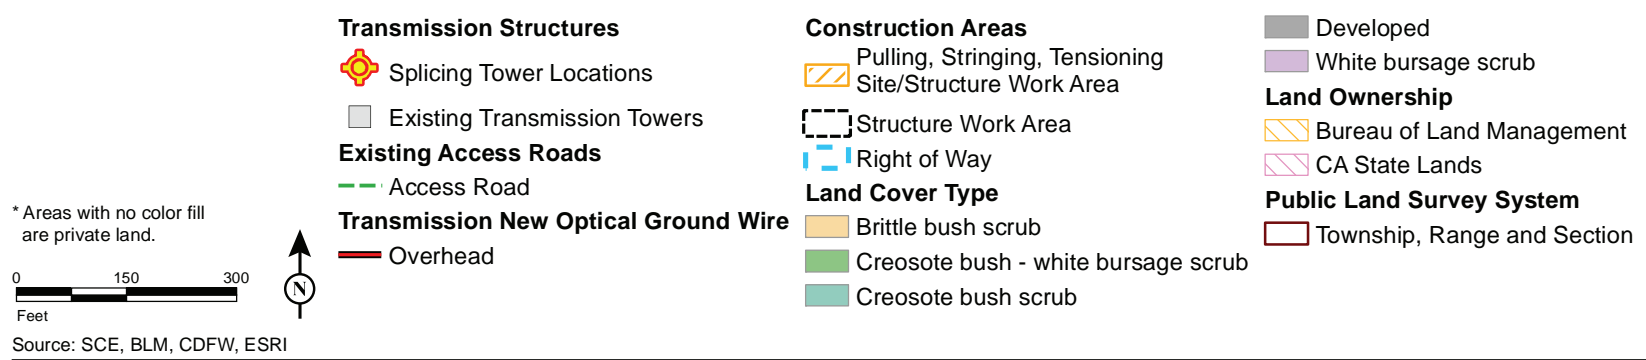 * Areas with no color fill
are private land.
0 150 300
Feet
N
Source: SCE, BLM, CDFW, ESRI
Transmission Structures
Splicing Tower Locations
Existing Transmission Towers
Existing Access Roads
Access Road
Transmission New Optical Ground Wire
Overhead
Construction Areas
Pulling, Stringing, Tensioning
Site/Structure Work Area
Structure Work Area
Right of Way
Land Cover Type
Brittle bush scrub
Creosote bush - white bursage scrub
Creosote bush scrub
Developed
White bursage scrub
Land Ownership
Bureau of Land Management
CA State Lands
Public Land Survey System
Township, Range and Section